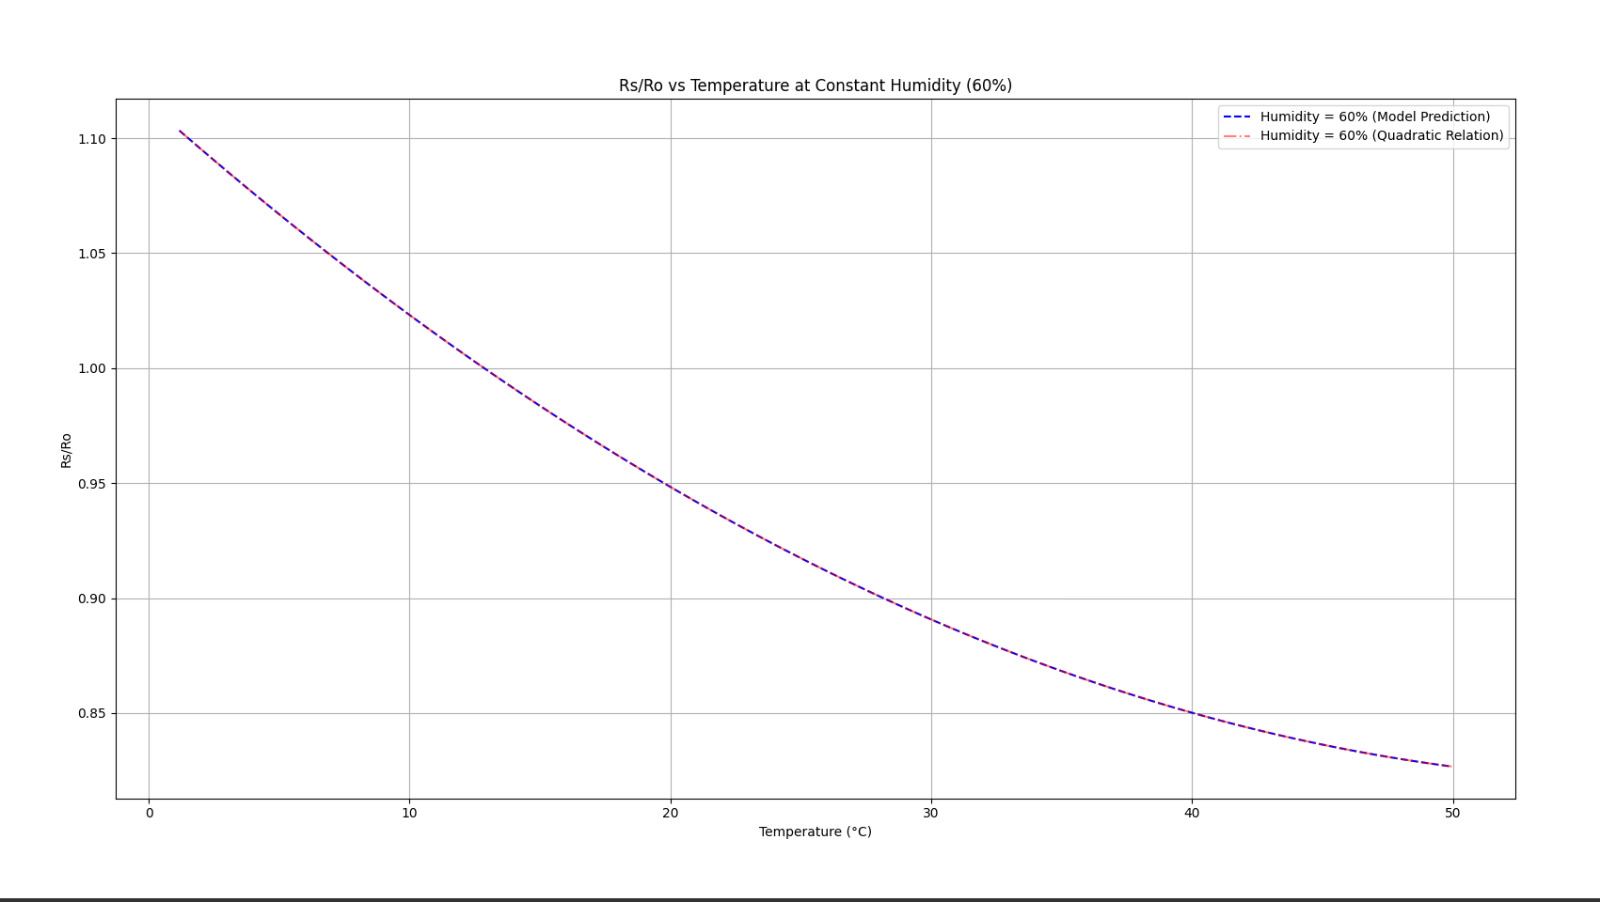 Rs/Ro vs Temperature at Constant Humidity (60%)
Humidity = 60% (Model Prediction)
Humidity = 60% (Quadratic Relation)
1.10
1.05
1.00
0.95
0.90
0.85
Rs/Ro
0
10
20
30
40
50
Temperature (°C)